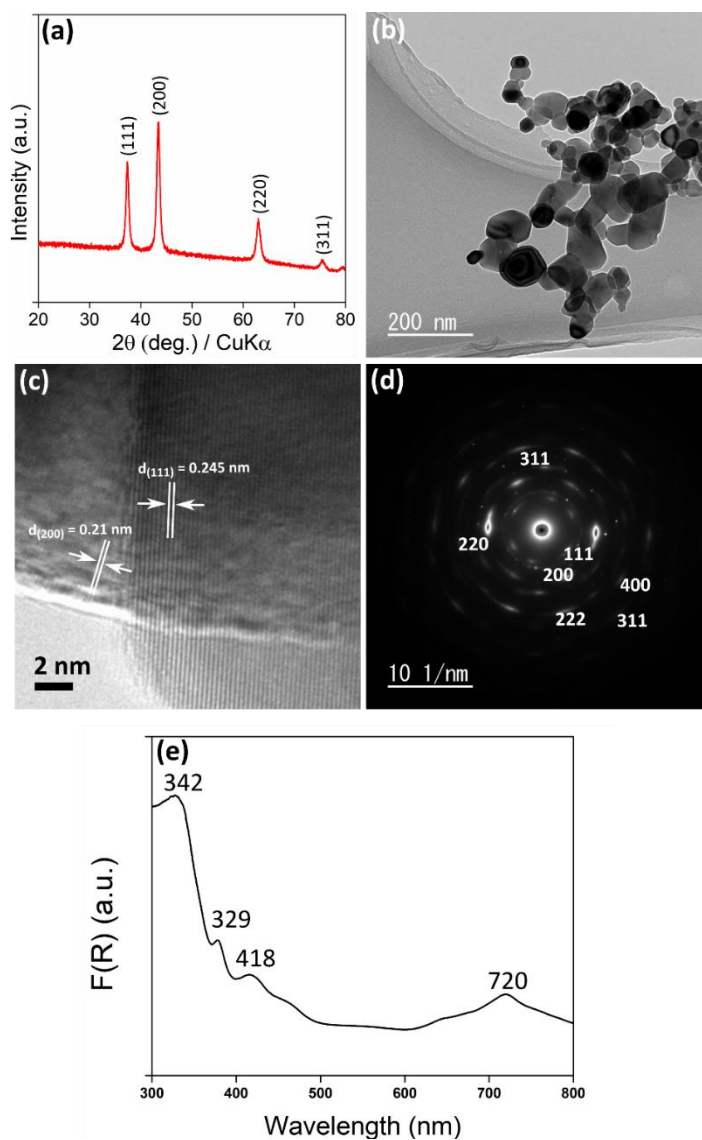 (a)
Intensity (a.u.)
(111)
(200)
(220)
(311)
20 30 40 50 60 70 80
2θ (deg.) / CuKα
(b)
200 nm
(c)
d(111) = 0.245 nm
d(200) = 0.21 nm
2 nm
(d)
311
220
111
200
400
222
311
10 1/nm
(e)
342
329
418
720
F(R) (a.u.)
300 400 500 600 700 800
Wavelength (nm)